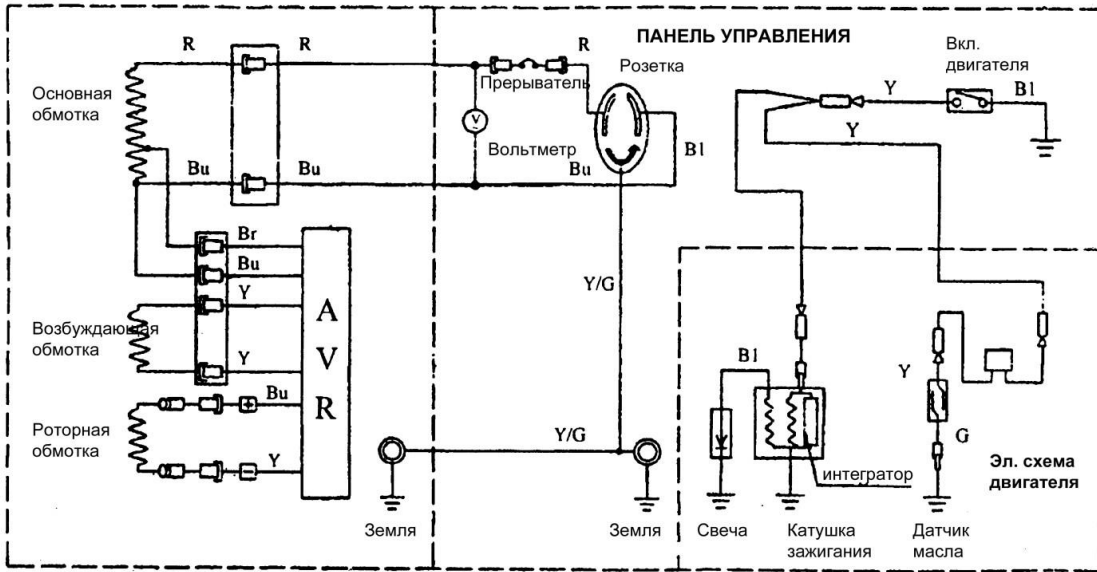 ПАНЕЛЬ УПРАВЛЕНИЯ
Вкл.
двигателя
R
R
R
Розетка
Прерыватель
Y
Bl
Основная
обмотка
V
Y
Вольтметр
Bl
Bu
Bu
Bu
Br
Bu
Y
Y/G
Возбуждающая
обмотка
A
V
R
Y
Bl
Y
Bu
Роторная
обмотка
Y/G
G
Y
Эл. схема
двигателя
интегратор
Земля
Земля
Свеча
Катушка
зажигания
Датчик
масла